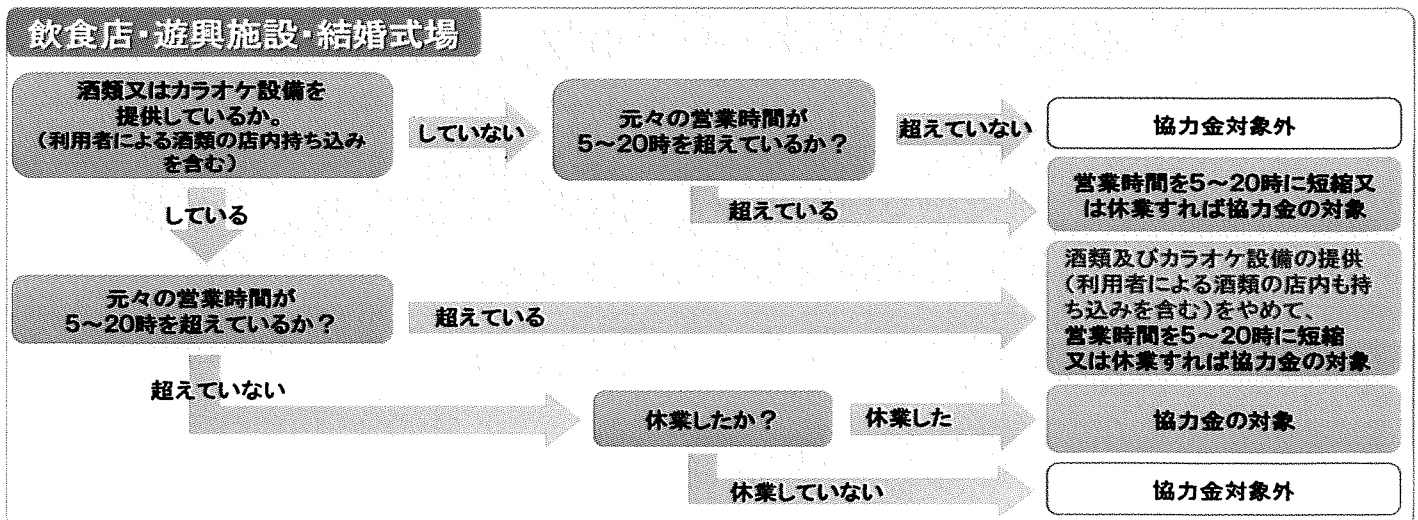 飲食店・遊興施設・結婚式場
酒類又はカラオケ設備を
提供しているか。
(利用者による酒類の店内持ち込み
を含む)
していない
元々の営業時間が
5～20時を超えているか？
超えていない
協力金対象外
超えている
営業時間を5～20時に短縮又
は休業すれば協力金の対象
している
元々の営業時間が
5～20時を超えているか？
超えている
酒類及びカラオケ設備の提供
(利用者による酒類の店内も持
ち込みを含む)をやめて、
営業時間を5～20時に短縮
又は休業すれば協力金の対象
超えていない
休業したか？
休業した
協力金の対象
休業していない
協力金対象外